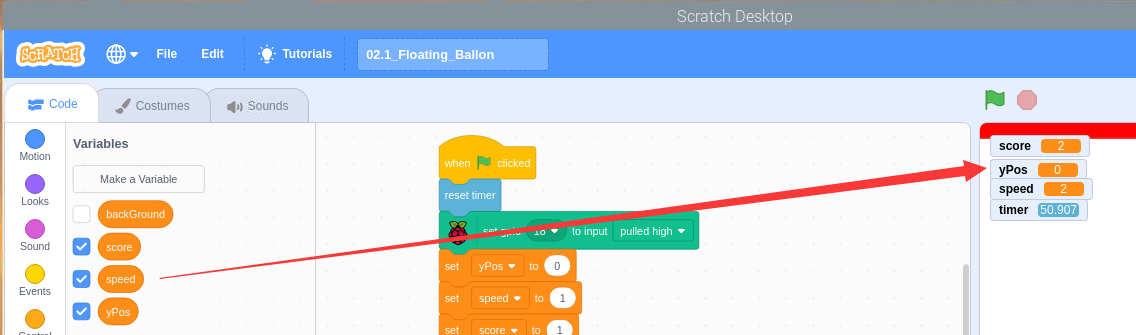 Scratch Desktop
SCRATCH File Edit Tutorials 02.1_Floating_Ballon
Code Costumes Sounds
Motion
Looks
Sound
Events
Control
Variables
Make a Variable
backGround
score
speed
yPos
when clicked
reset timer
set gpio 18 to input pulled high
set yPos to 0
set speed to 1
set score to 1
score 2
yPos 0
speed 2
timer 50.907